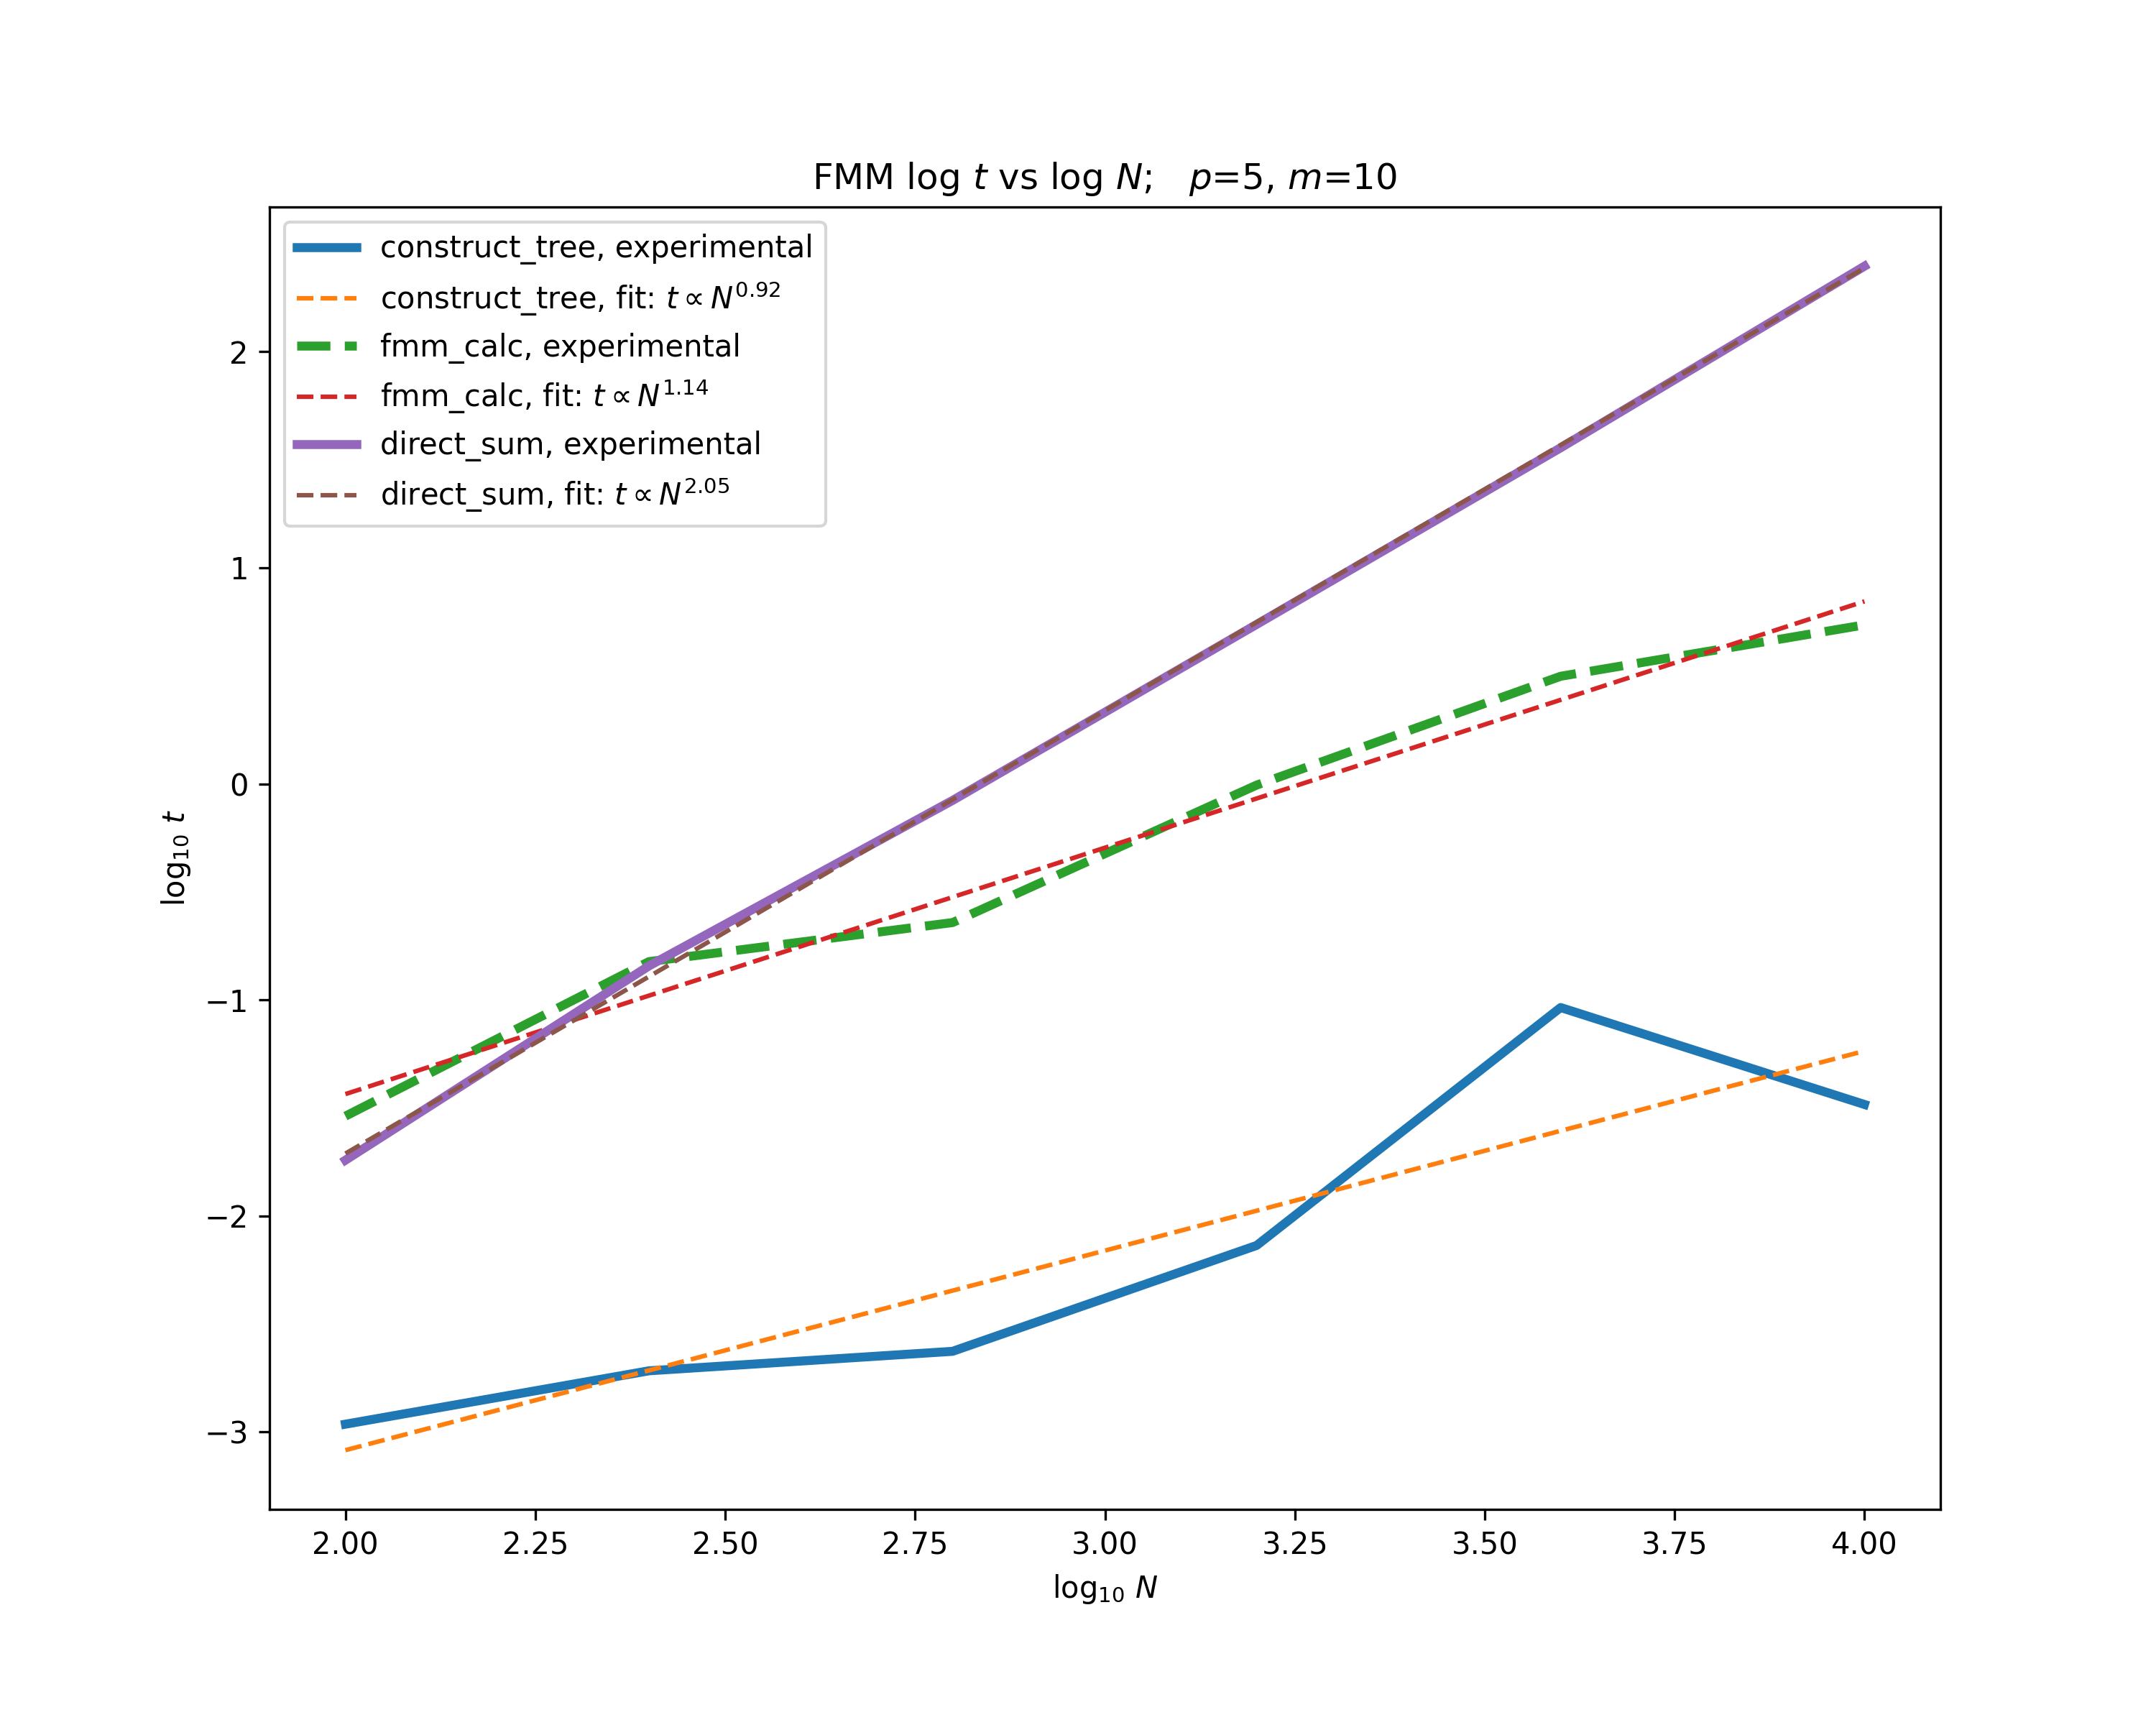 FMM log t vs log N;   p=5, m=10
construct_tree, experimental
construct_tree, fit: t ∝ N^0.92
fmm_calc, experimental
fmm_calc, fit: t ∝ N^1.14
direct_sum, experimental
direct_sum, fit: t ∝ N^2.05
2
1
0
−1
−2
−3
log₁₀ t
2.00 2.25 2.50 2.75 3.00 3.25 3.50 3.75 4.00
log₁₀ N